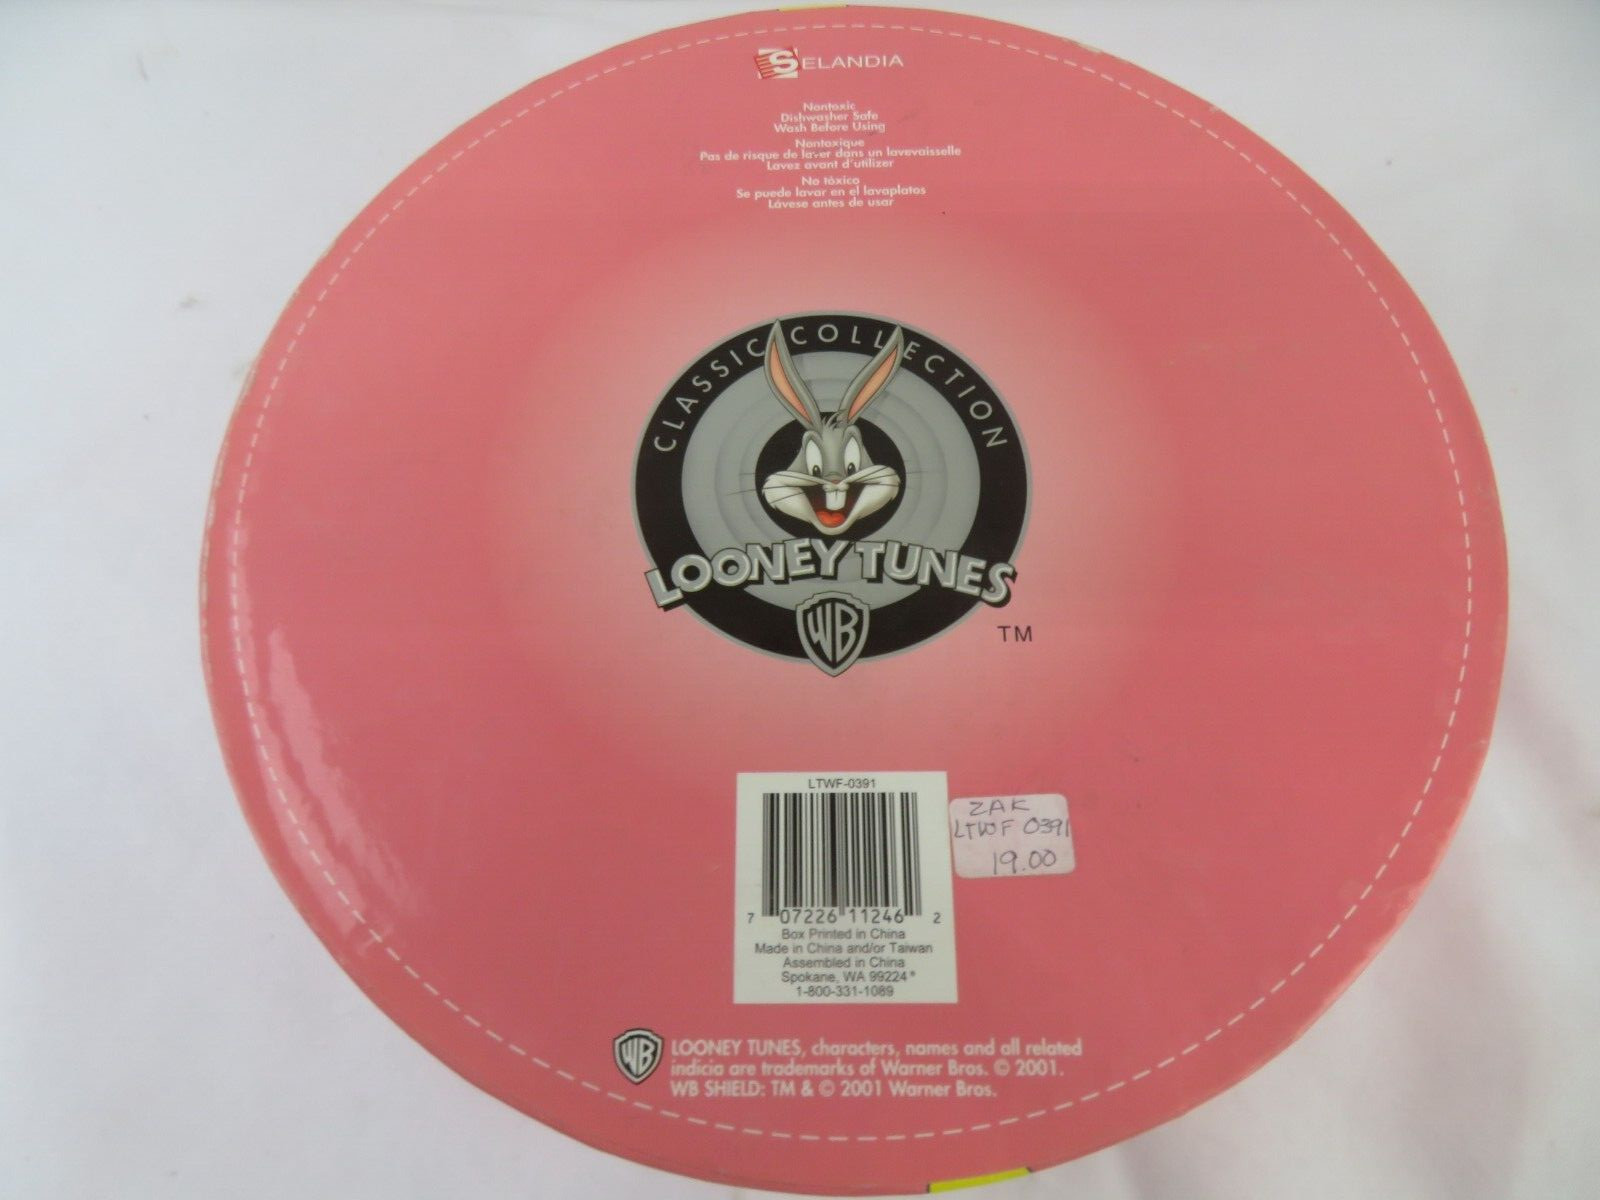 SELANDIA
Nontoxic
Dishwasher Safe
Wash Before Using
Nontoxique
Pas de risque de laver dans un lavevaisselle
Lavez avant d'utilizer
No tóxico
Se puede lavar en el lavaplatos
Lávese antes de usar
CLASSIC COLLECTION
LOONEY TUNES
WB
TM
LTWF-0391
7 07226 11246 2
Box Printed in China
Made in China and/or Taiwan
Assembled in China
Spokane, WA 99224 ®
1-800-331-1089
ZAK
LTWF 0391
19.00
WB
LOONEY TUNES, characters, names and all related
indicia are trademarks of Warner Bros. © 2001.
WB SHIELD: TM & © 2001 Warner Bros.